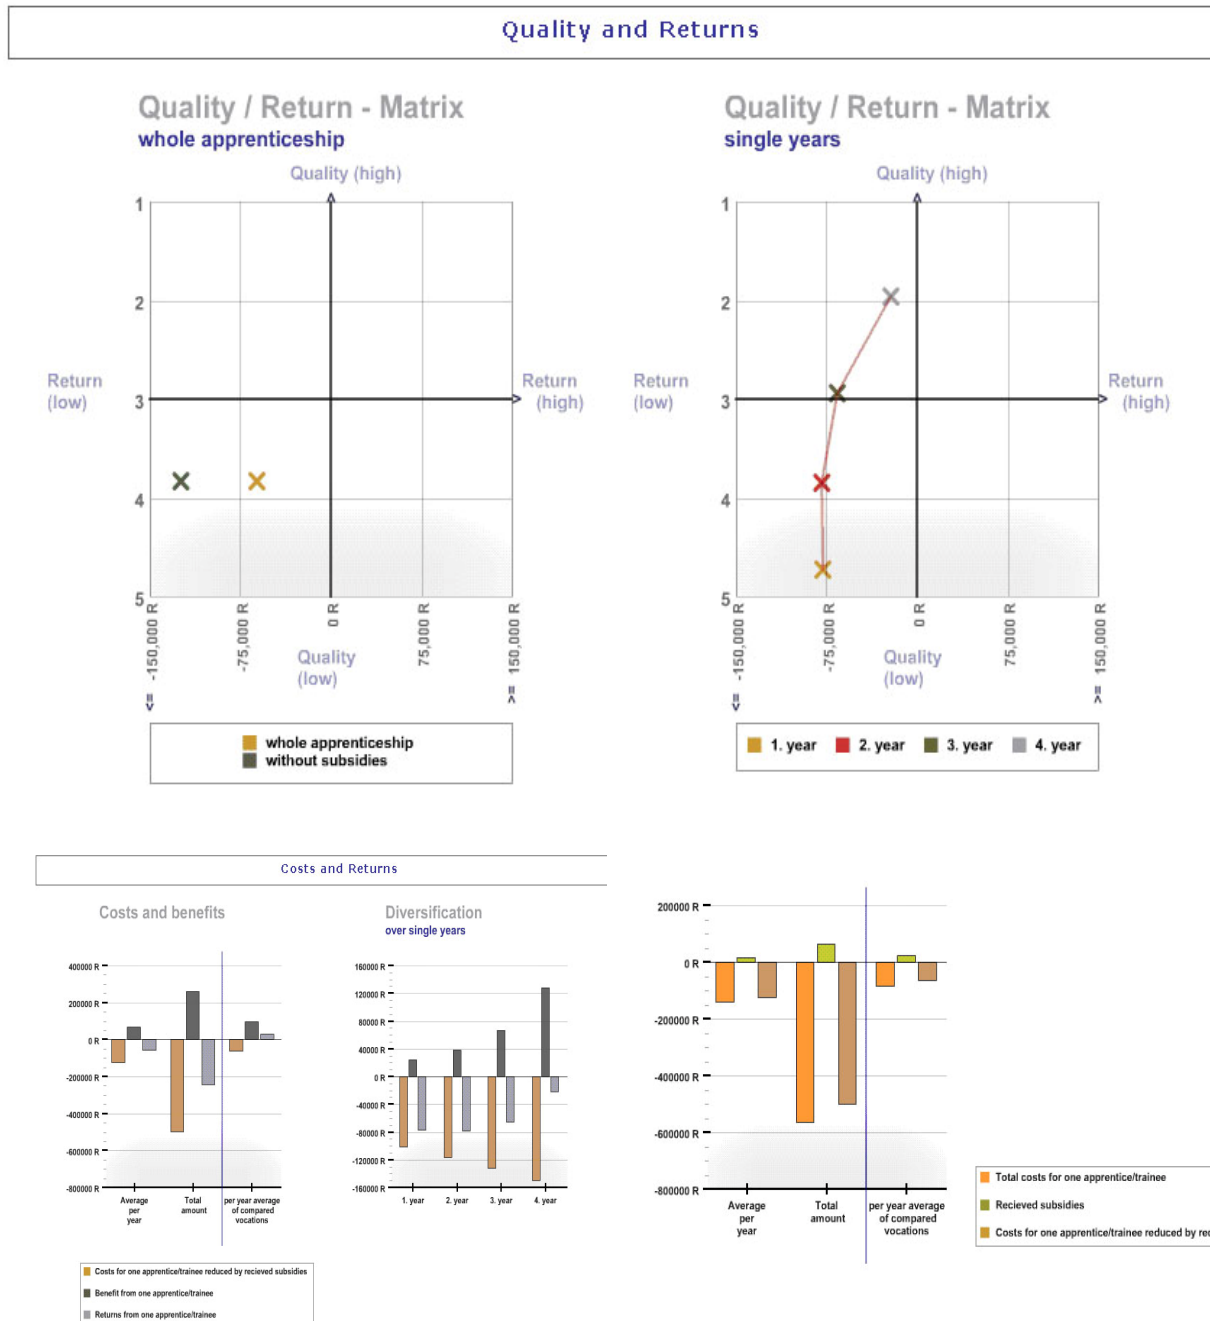 Quality and Returns
Quality / Return - Matrix
whole apprenticeship
Quality (high)
1
2
3
4
5
Return
(low)
Return
(high)
<= -150,000 R
-75,000 R
0 R
75,000 R
>= 150,000 R
Quality
(low)
whole apprenticeship
without subsidies
Quality / Return - Matrix
single years
Quality (high)
1
2
3
4
5
Return
(low)
Return
(high)
<= -150,000 R
-75,000 R
0 R
75,000 R
>= 150,000 R
Quality
(low)
1. year
2. year
3. year
4. year
Costs and Returns
Costs and benefits
400000 R
200000 R
0 R
-200000 R
-400000 R
-600000 R
-800000 R
Average
per
year
Total
amount
per year average
of compared
vocations
Costs for one apprentice/trainee reduced by recieved subsidies
Benefit from one apprentice/trainee
Returns from one apprentice/trainee
Diversification
over single years
160000 R
120000 R
80000 R
40000 R
0 R
-40000 R
-80000 R
-120000 R
-160000 R
1. year
2. year
3. year
4. year
200000 R
0 R
-200000 R
-400000 R
-600000 R
-800000 R
Average
per
year
Total
amount
per year average
of compared
vocations
Total costs for one apprentice/trainee
Recieved subsidies
Costs for one apprentice/trainee reduced by rec